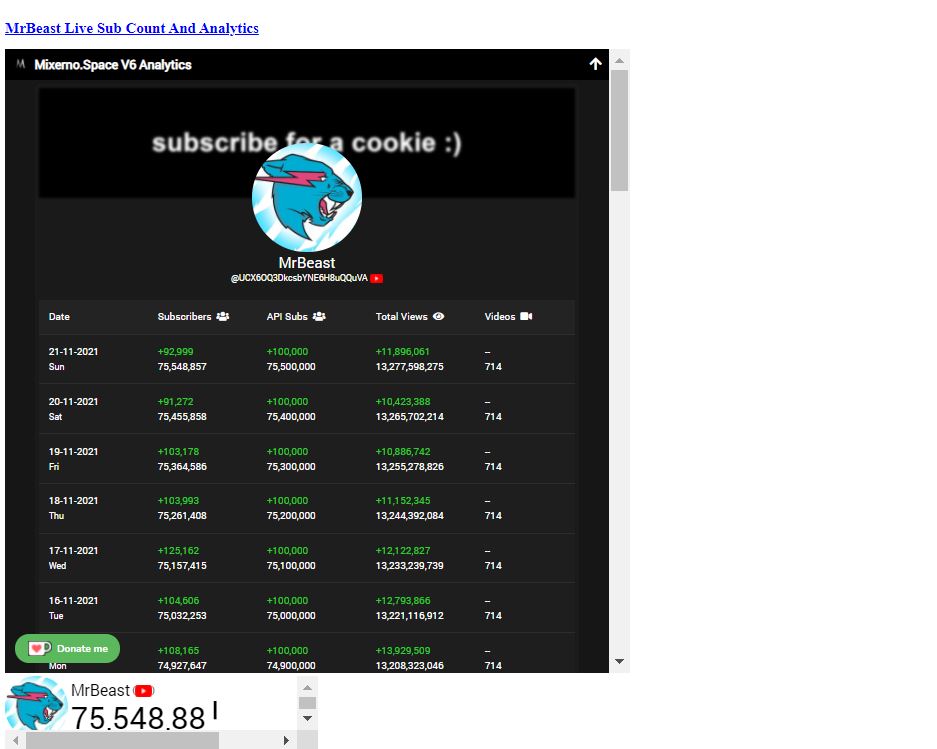 MrBeast Live Sub Count And Analytics
Mixerno.Space V6 Analytics
subscribe for a cookie :)
MrBeast
@UCX6OQ3DkcsbYNE6H8uQQuVA
Date Subscribers API Subs Total Views Videos
21-11-2021 +92,999 +100,000 +11,896,061 --
Sun 75,548,857 75,500,000 13,277,598,275 714
20-11-2021 +91,272 +100,000 +10,423,388 --
Sat 75,455,858 75,400,000 13,265,702,214 714
19-11-2021 +103,178 +100,000 +10,886,742 --
Fri 75,364,586 75,300,000 13,255,278,826 714
18-11-2021 +103,993 +100,000 +11,152,345 --
Thu 75,261,408 75,200,000 13,244,392,084 714
17-11-2021 +125,162 +100,000 +12,122,827 --
Wed 75,157,415 75,100,000 13,233,239,739 714
16-11-2021 +104,606 +100,000 +12,793,866 --
Tue 75,032,253 75,000,000 13,221,116,912 714
+108,165 +100,000 +13,929,509 --
Donate me
Mon 74,927,647 74,900,000 13,208,323,046 714
MrBeast
75,548,88